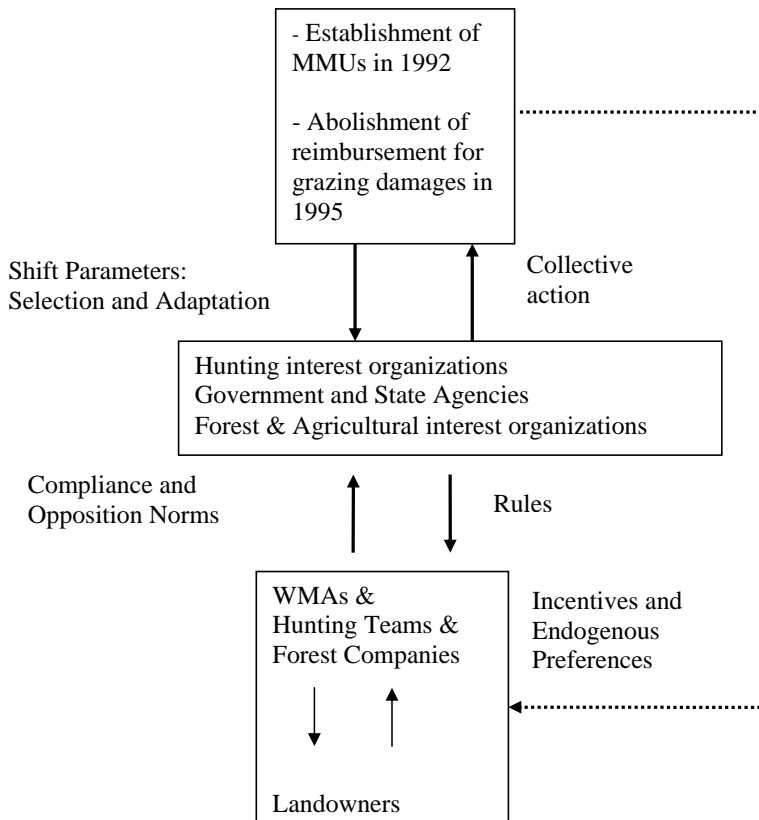 - Establishment of
MMUs in 1992
- Abolishment of
reimbursement for
grazing damages in
1995
Shift Parameters:
Selection and Adaptation
Collective
action
Hunting interest organizations
Government and State Agencies
Forest & Agricultural interest organizations
Compliance and
Opposition Norms
Rules
WMAs &
Hunting Teams &
Forest Companies
Incentives and
Endogenous
Preferences
Landowners